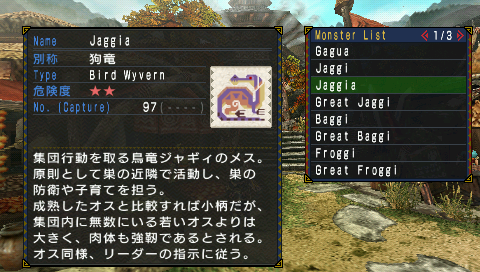 Name Jaggia
別称 狗竜
Type Bird Wyvern
危険度 ★★
No. (Capture) 97(----)
集団行動を取る鳥竜ジャギィのメス。
原則として巣の近隣で活動し、巣の
防衛や子育てを担う。
成熟したオスと比較すれば小柄だが、
集団内に無数にいる若いオスよりは
大きく、肉体も強靭であるとされる。
オス同様、リーダーの指示に従う。
Monster List 1/3
Gagua
Jaggi
Jaggia
Great Jaggi
Baggi
Great Baggi
Froggi
Great Froggi